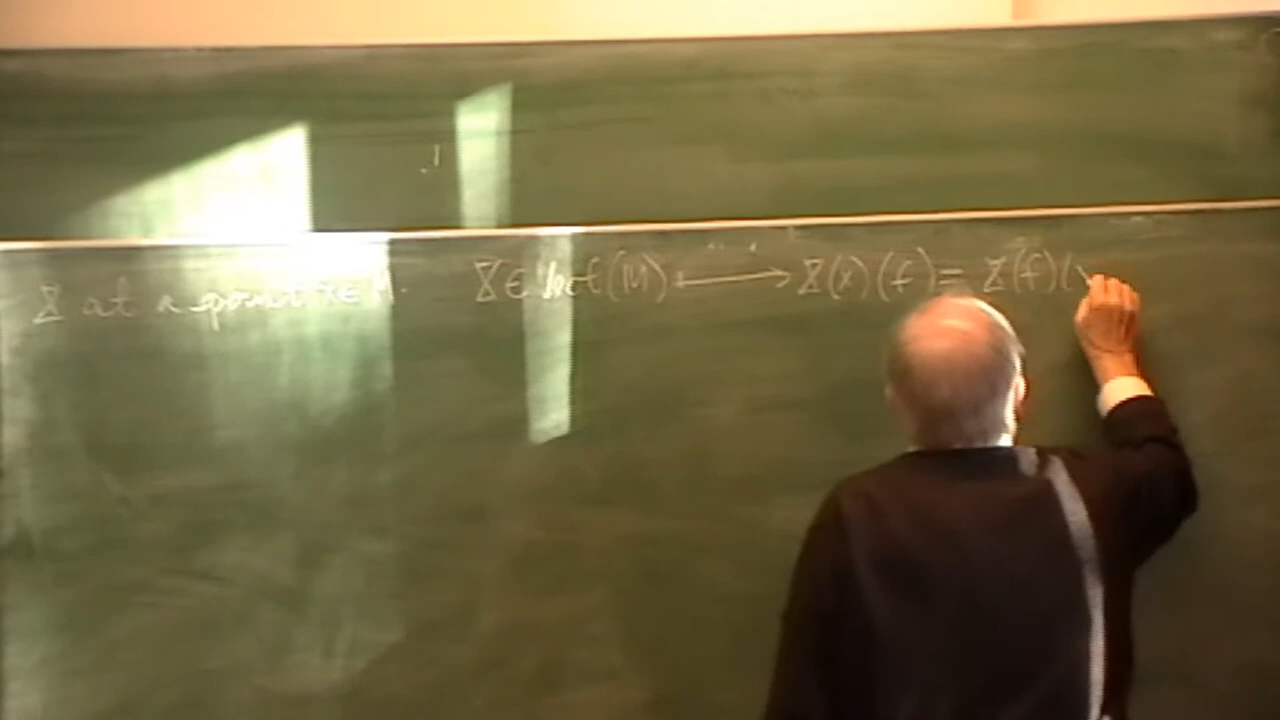 X at a point x ∈ M.
X ∈ Vect(M) ⟼ X(x)(f) = X(f)(x